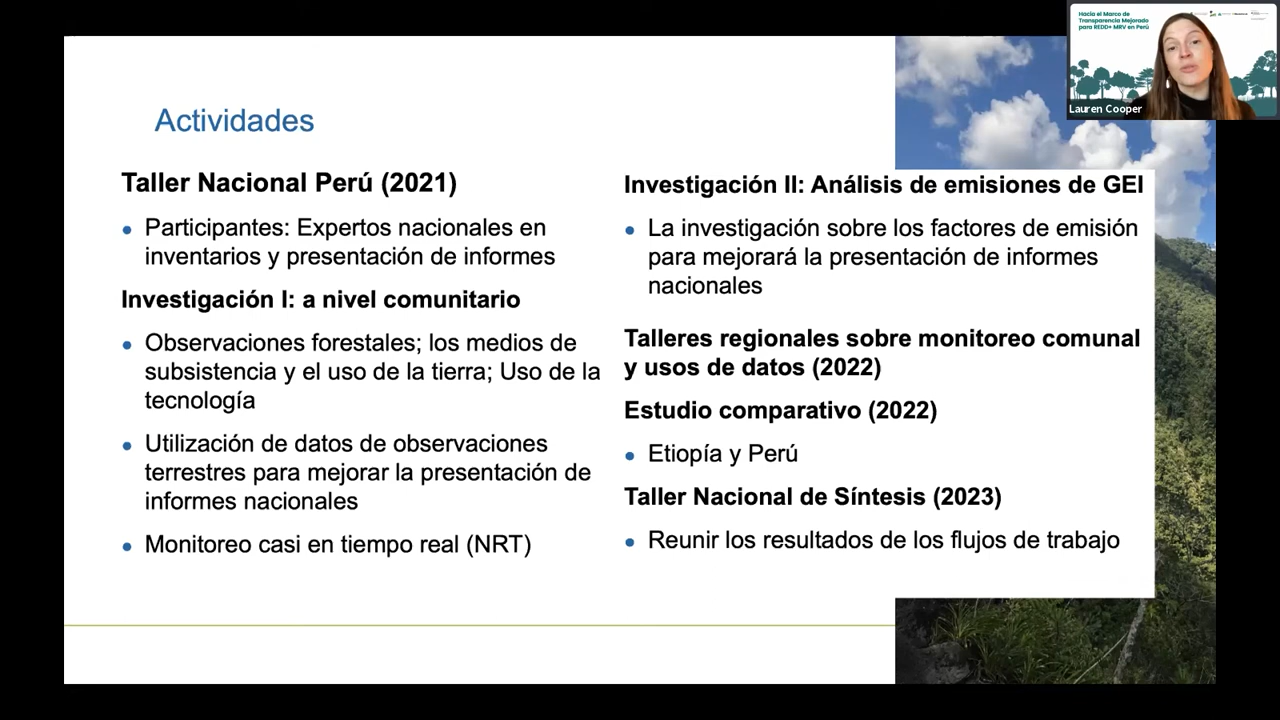 Actividades
Taller Nacional Perú (2021)
Participantes: Expertos nacionales en
inventarios y presentación de informes
Investigación I: a nivel comunitario
Observaciones forestales; los medios de
subsistencia y el uso de la tierra; Uso de la
tecnología
Utilización de datos de observaciones
terrestres para mejorar la presentación de
informes nacionales
Monitoreo casi en tiempo real (NRT)
Investigación II: Análisis de emisiones de GEI
La investigación sobre los factores de emisión
para mejorará la presentación de informes
nacionales
Talleres regionales sobre monitoreo comunal
y usos de datos (2022)
Estudio comparativo (2022)
Etiopía y Perú
Taller Nacional de Síntesis (2023)
Reunir los resultados de los flujos de trabajo
Hacia el Marco de
Transparencia Mejorado
para REDD+ MRV en Perú
Lauren Cooper